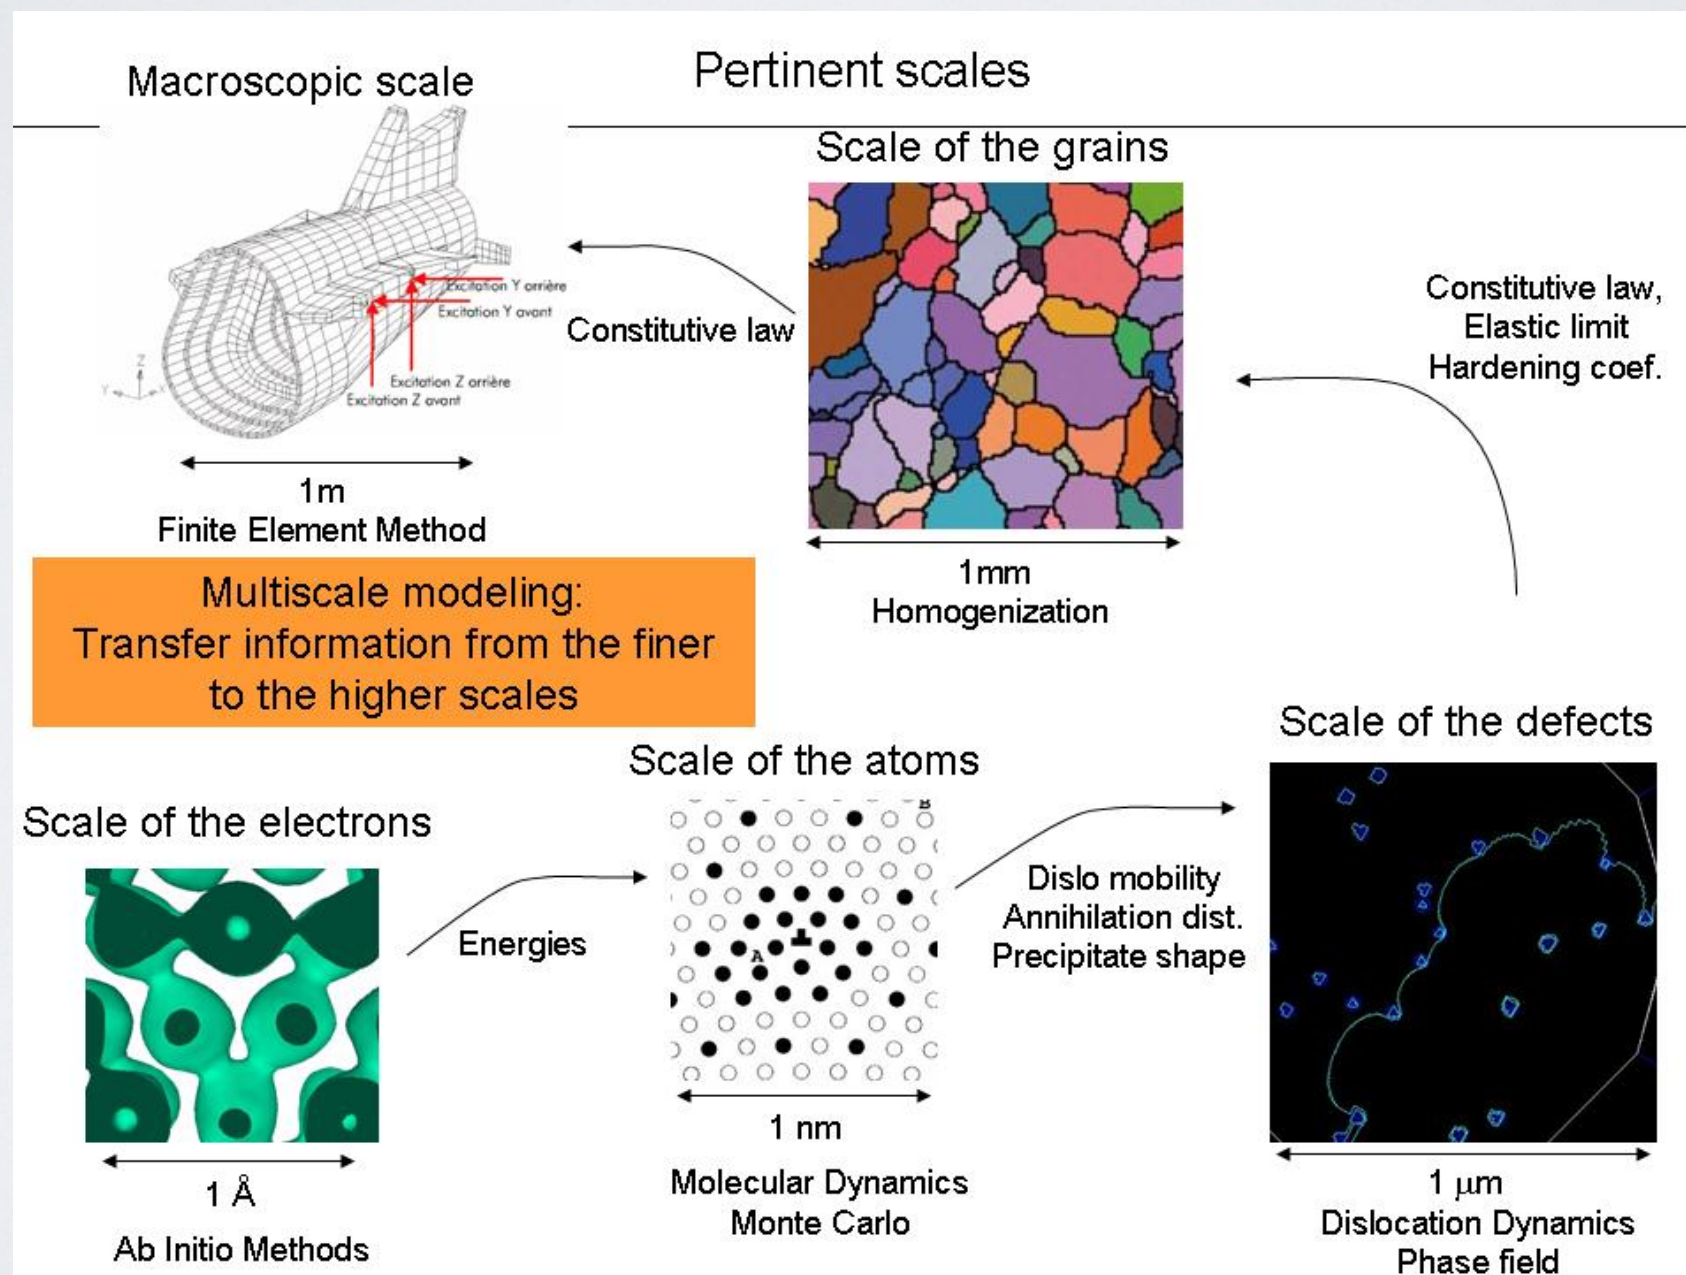 Pertinent scales
Macroscopic scale
Excitation Y arrière
Excitation Y avant
Excitation Z arrière
Excitation Z avant
Z
Y
X
1m
Finite Element Method
Constitutive law
Scale of the grains
1mm
Homogenization
Constitutive law,
Elastic limit
Hardening coef.
Multiscale modeling:
Transfer information from the finer
to the higher scales
Scale of the electrons
1 Å
Ab Initio Methods
Energies
Scale of the atoms
B
A
1 nm
Molecular Dynamics
Monte Carlo
Dislo mobility
Annihilation dist.
Precipitate shape
Scale of the defects
1 μm
Dislocation Dynamics
Phase field